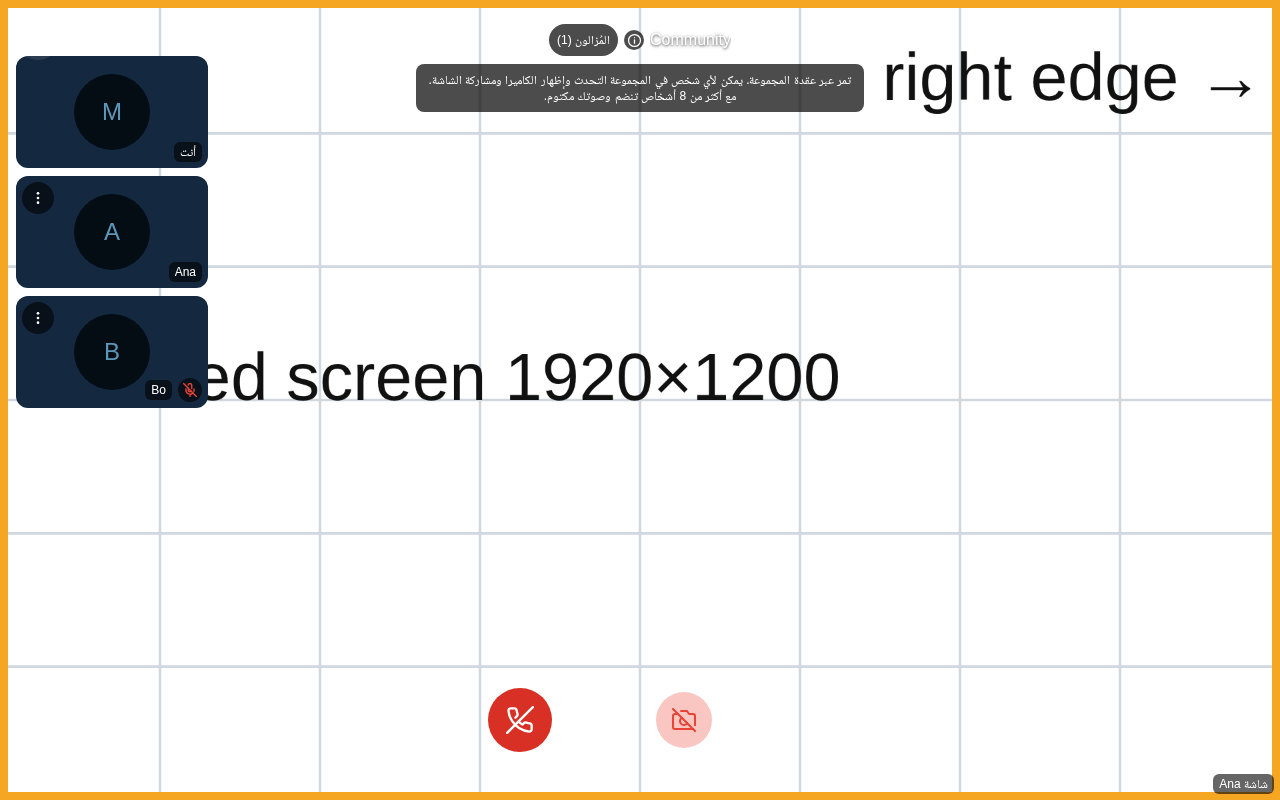 Community
المُزالون (1)
تمر عبر عقدة المجموعة. يمكن لأي شخص في المجموعة التحدث وإظهار الكاميرا ومشاركة الشاشة.
مع أكثر من 8 أشخاص تنضم وصوتك مكتوم.
right edge →
M
أنت
A
Ana
B
Bo
ed screen 1920×1200
شاشة Ana